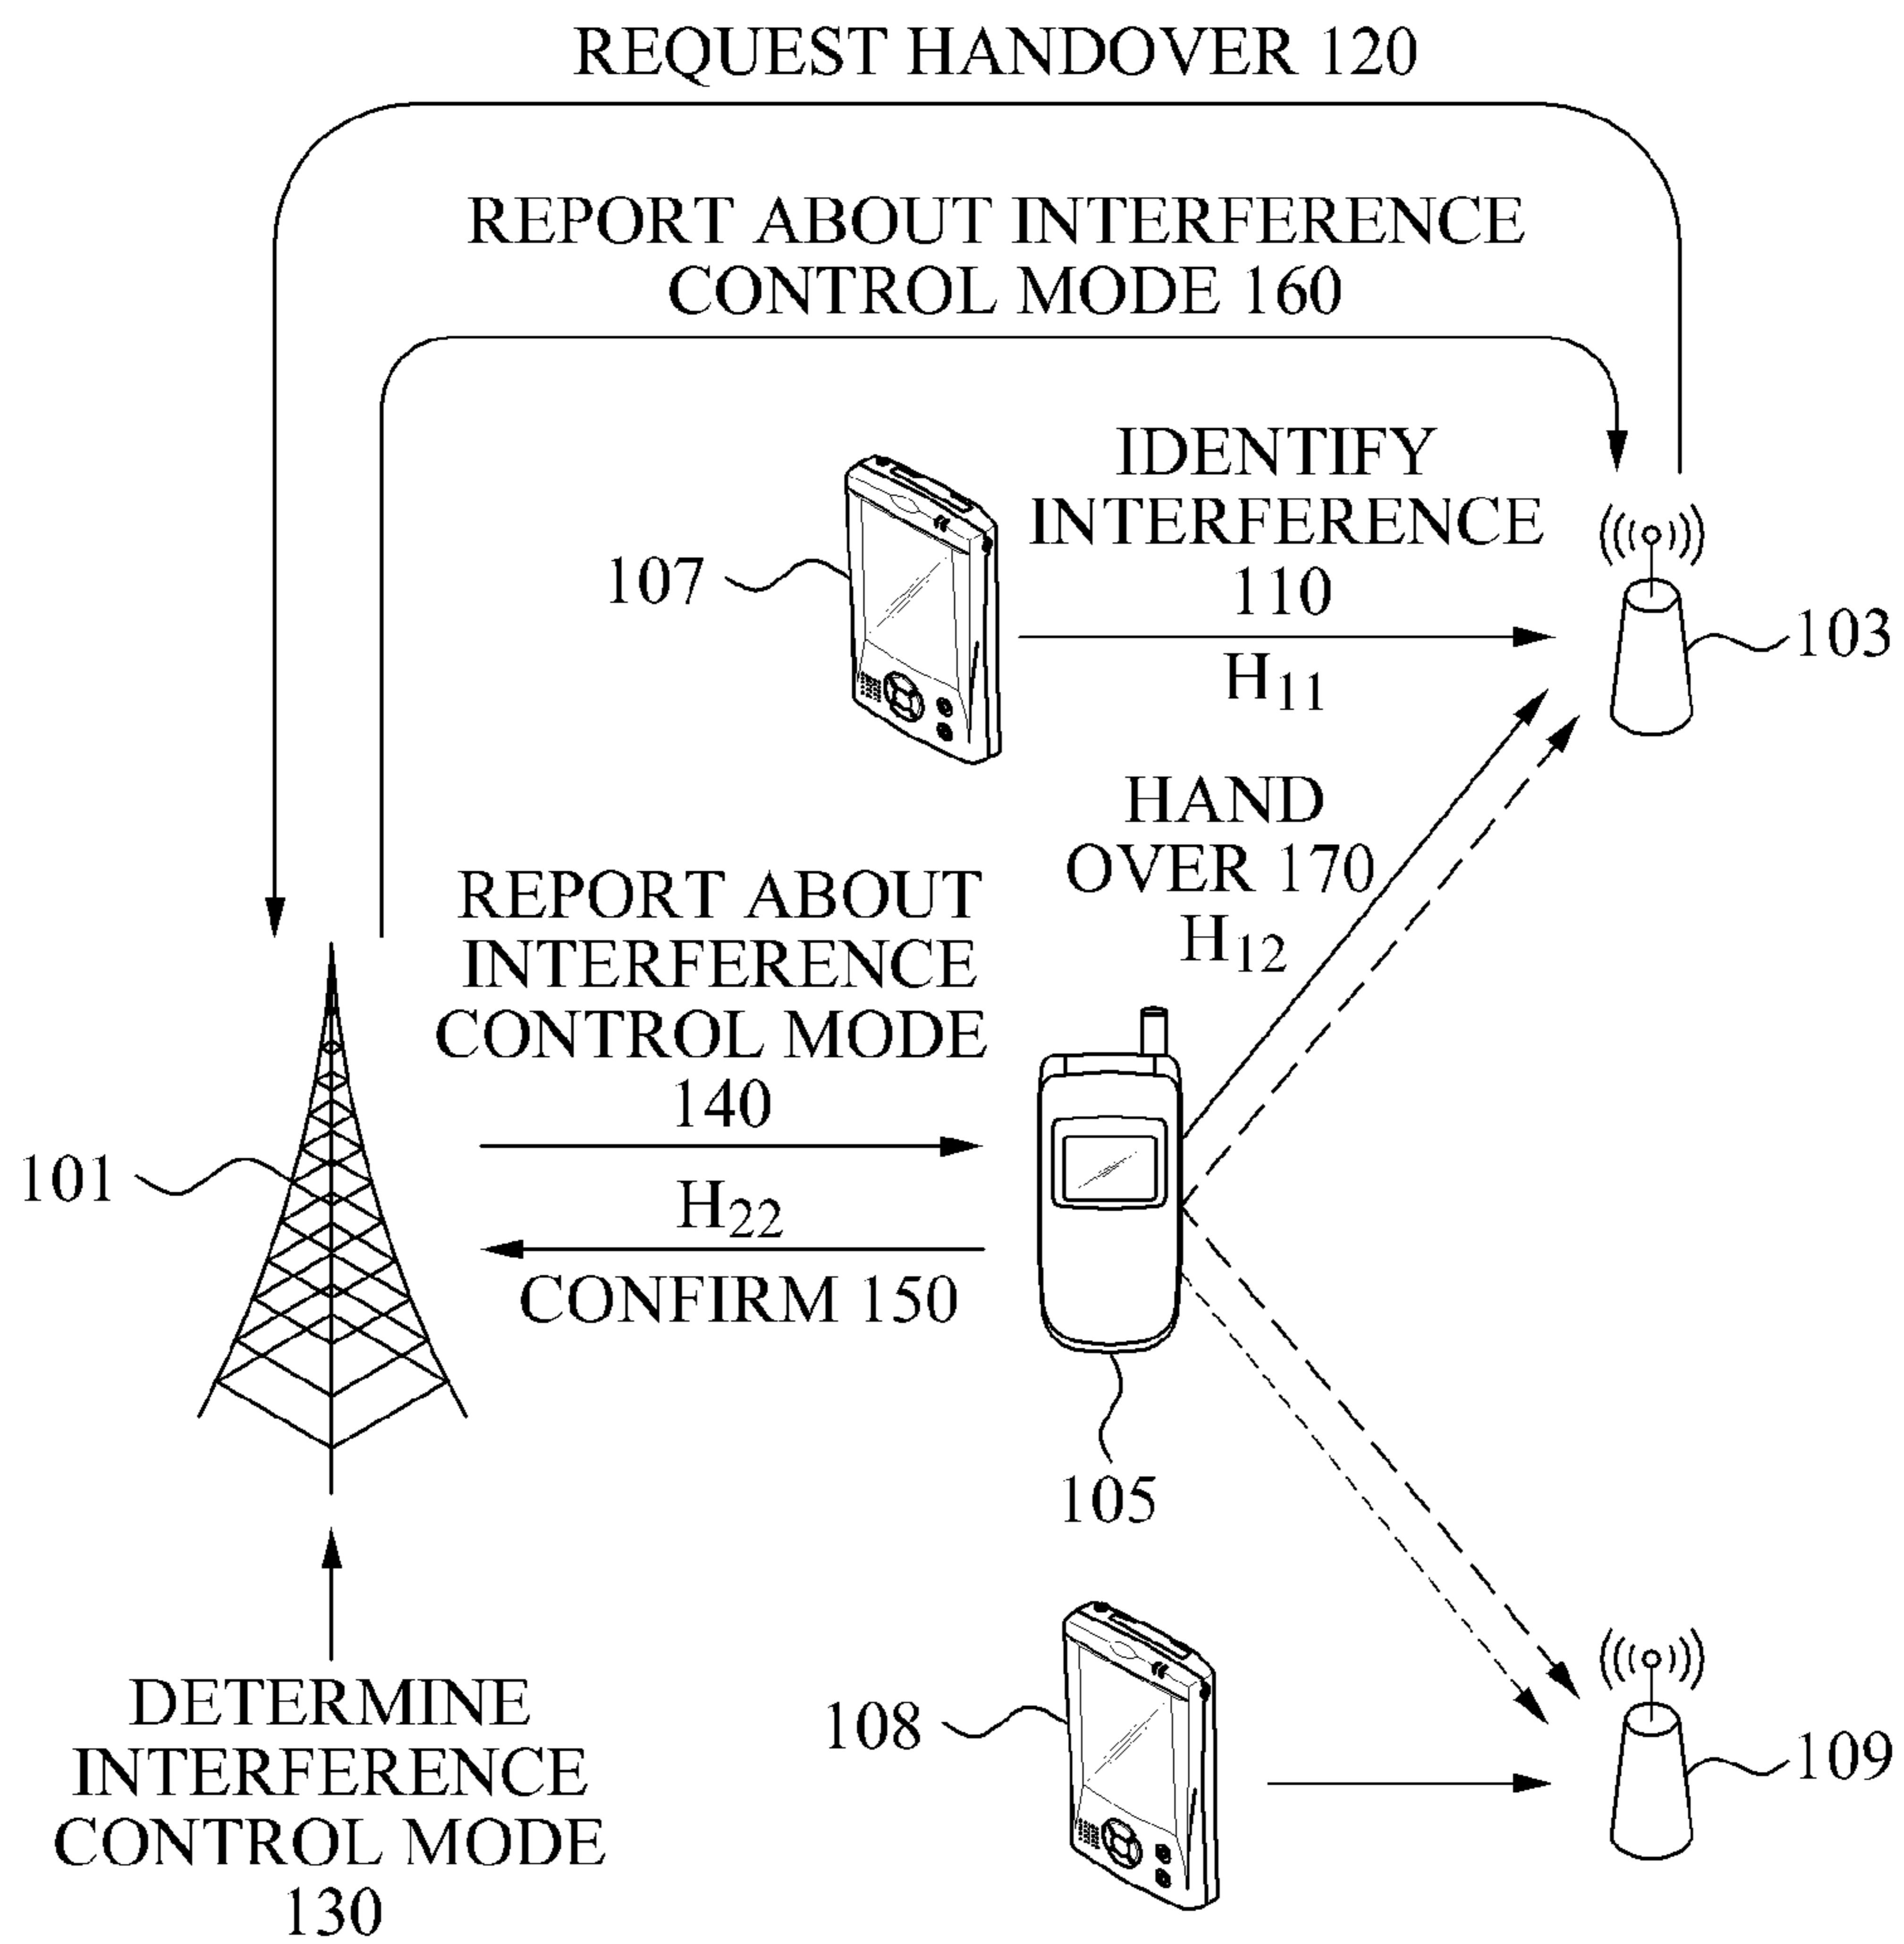 REQUEST HANDOVER 120
REPORT ABOUT INTERFERENCE
CONTROL MODE 160
IDENTIFY
INTERFERENCE
110
H11
107
103
HAND
OVER 170
H12
REPORT ABOUT
INTERFERENCE
CONTROL MODE
140
H22
CONFIRM 150
101
105
108
109
DETERMINE
INTERFERENCE
CONTROL MODE
130